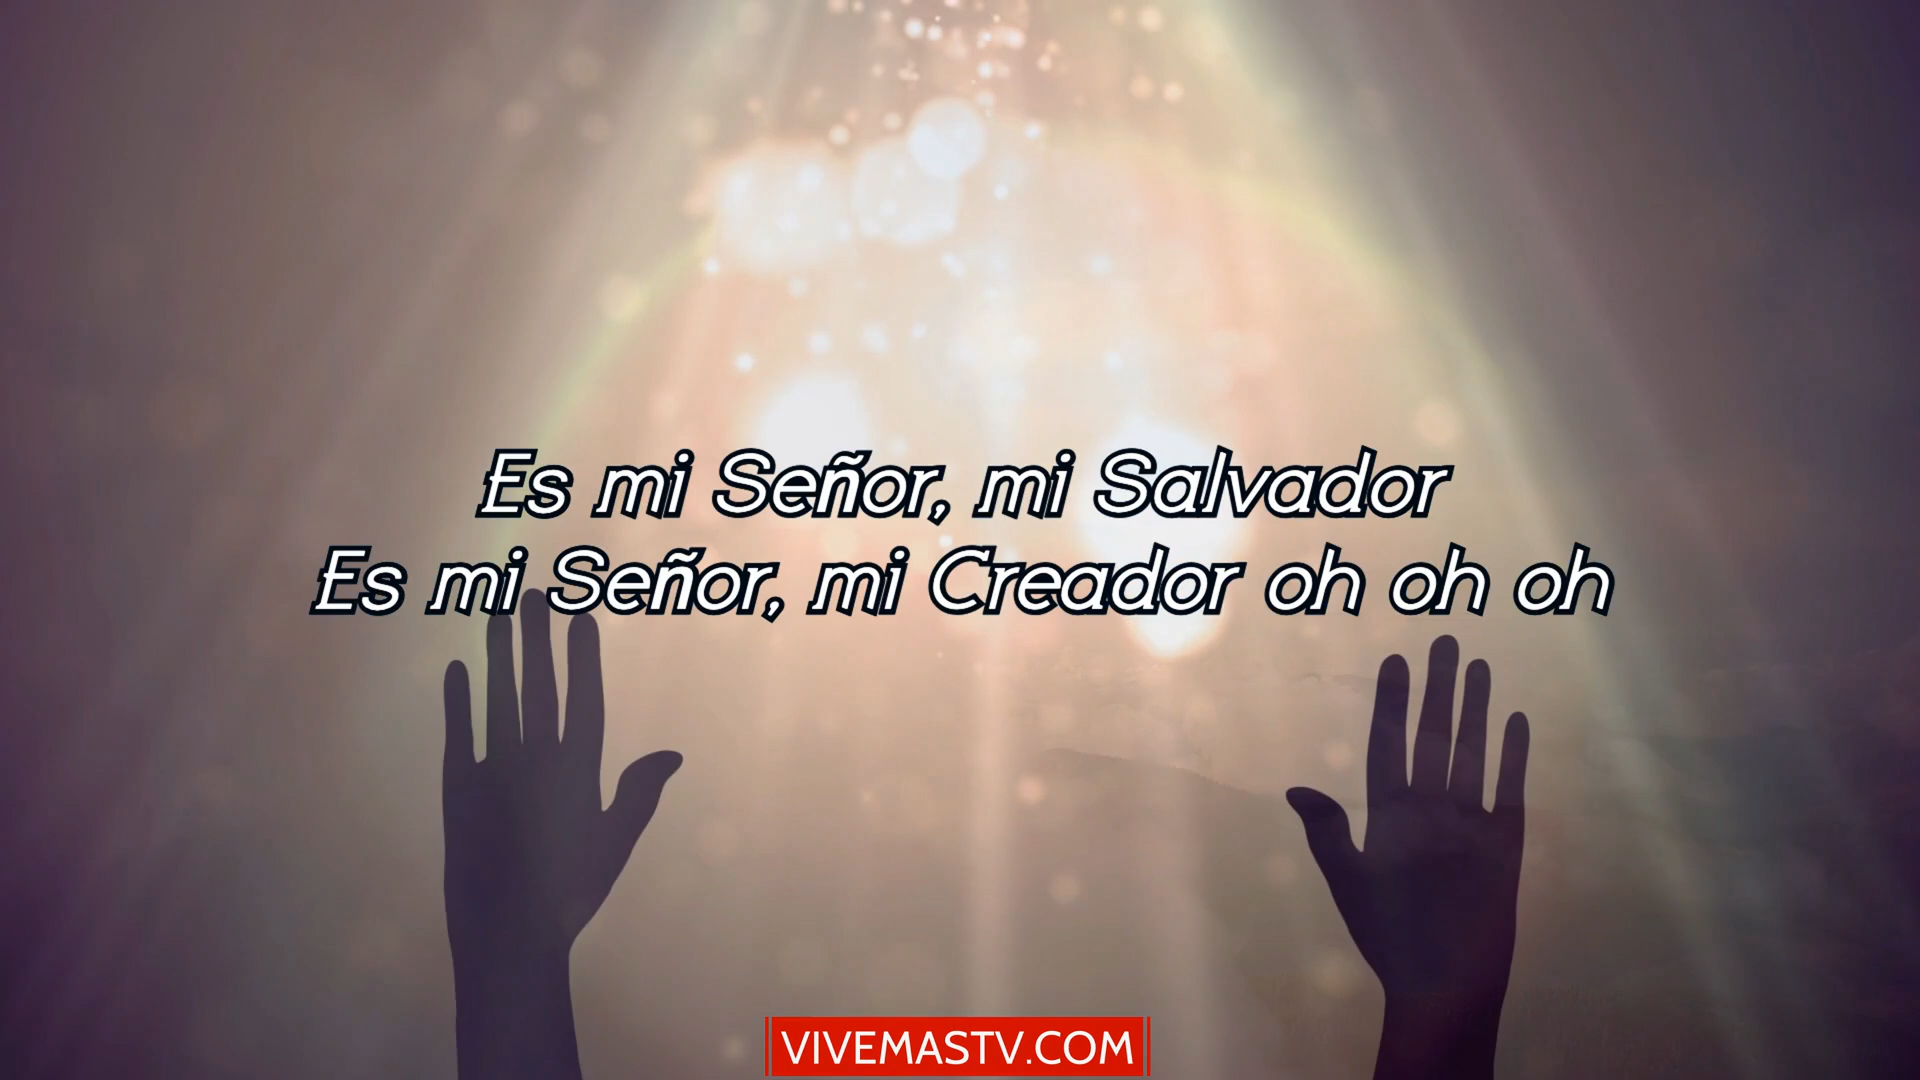 Es mi Señor, mi Salvador
Es mi Señor, mi Creador oh oh oh
VIVEMASTV.COM